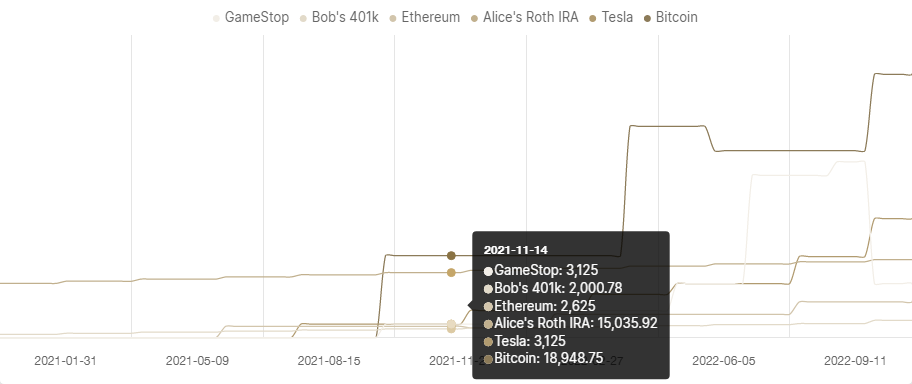 GameStop Bob's 401k Ethereum Alice's Roth IRA Tesla Bitcoin
2021-11-14
GameStop: 3,125
Bob's 401k: 2,000.78
Ethereum: 2,625
Alice's Roth IRA: 15,035.92
Tesla: 3,125
Bitcoin: 18,948.75
2021-01-31 2021-05-09 2021-08-15 2021-11-2 -27 2022-06-05 2022-09-11